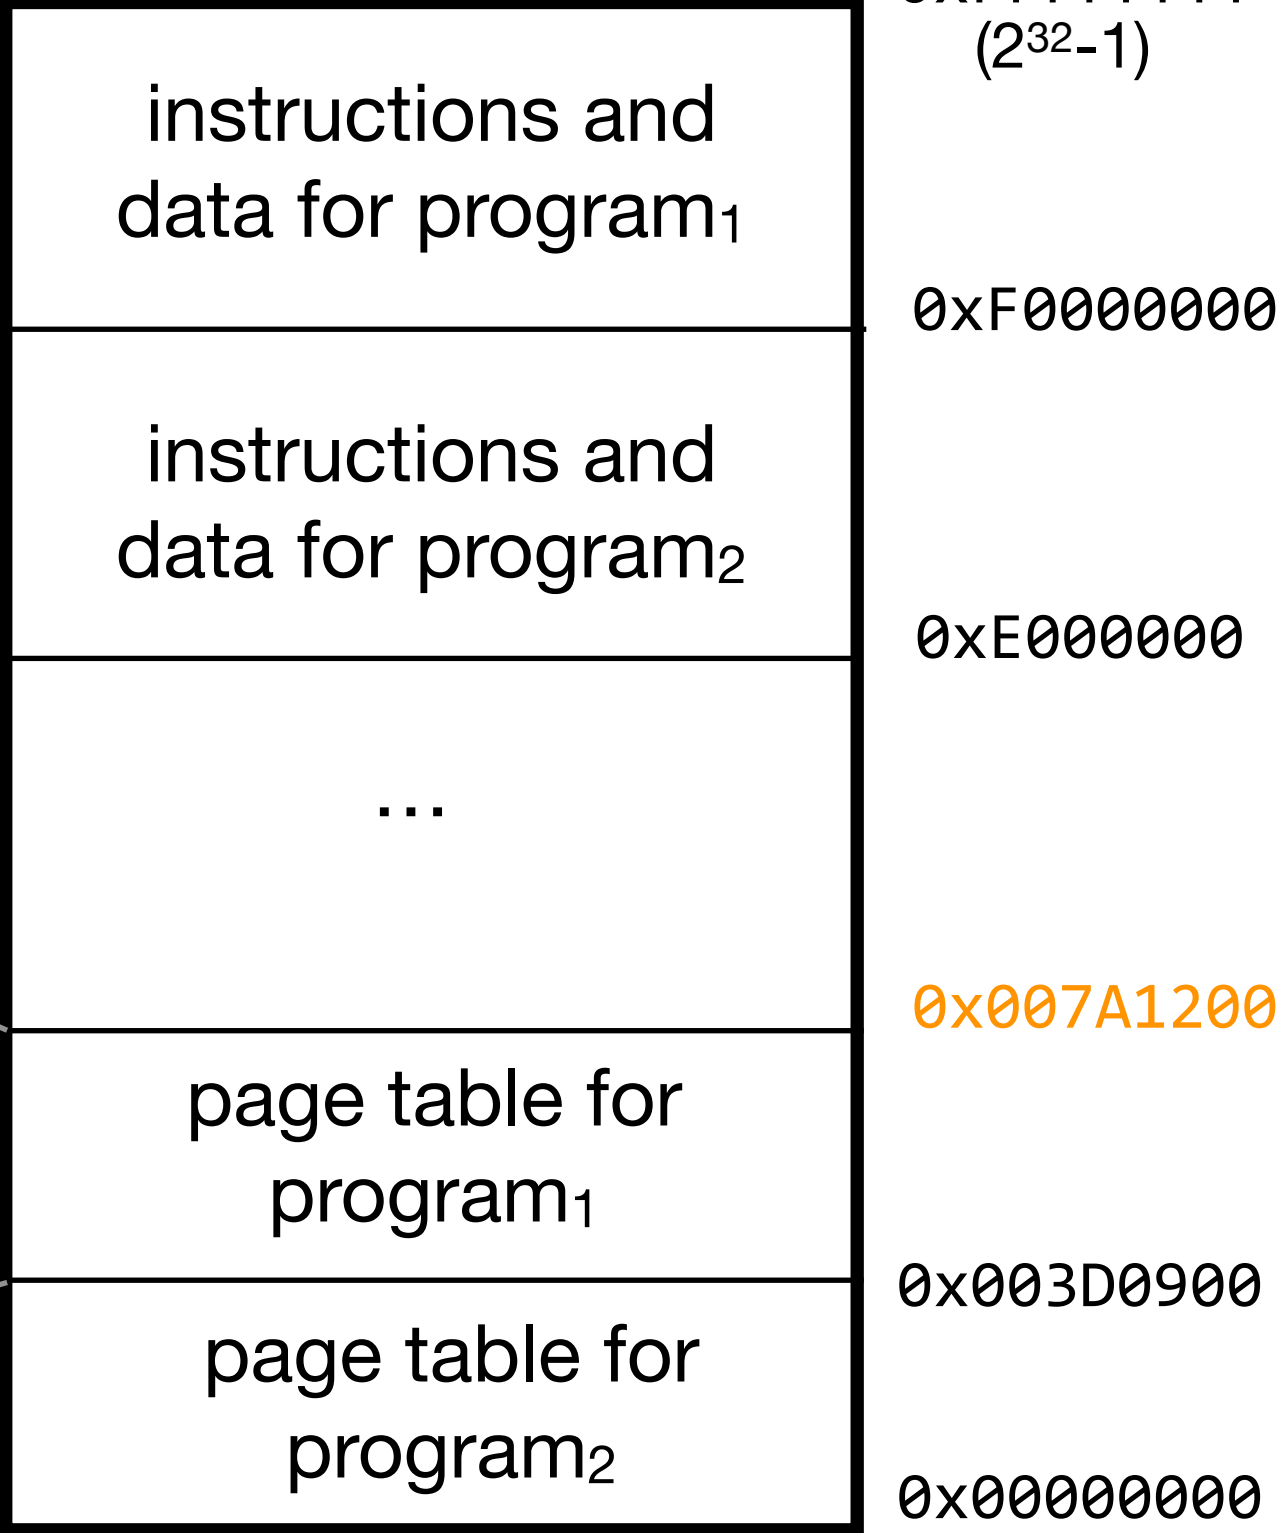 (2³²-1)
instructions and
data for program₁
0xF0000000
instructions and
data for program₂
0xE000000
...
0x007A1200
page table for
program₁
0x003D0900
page table for
program₂
0x00000000